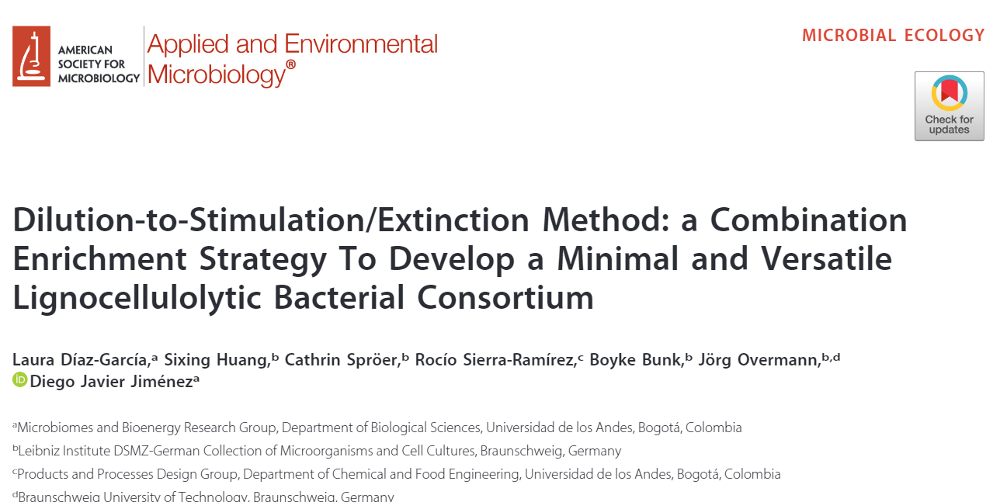 AMERICAN
SOCIETY FOR
MICROBIOLOGY
Applied and Environmental
Microbiology®
MICROBIAL ECOLOGY
Check for
updates
Dilution-to-Stimulation/Extinction Method: a Combination
Enrichment Strategy To Develop a Minimal and Versatile
Lignocellulolytic Bacterial Consortium
Laura Díaz-García,ᵃ Sixing Huang,ᵇ Cathrin Spröer,ᵇ Rocío Sierra-Ramírez,ᶜ Boyke Bunk,ᵇ Jörg Overmann,ᵇ,ᵈ
iD Diego Javier Jiménezᵃ
ᵃMicrobiomes and Bioenergy Research Group, Department of Biological Sciences, Universidad de los Andes, Bogotá, Colombia
ᵇLeibniz Institute DSMZ-German Collection of Microorganisms and Cell Cultures, Braunschweig, Germany
ᶜProducts and Processes Design Group, Department of Chemical and Food Engineering, Universidad de los Andes, Bogotá, Colombia
ᵈBraunschweig University of Technology, Braunschweig, Germany